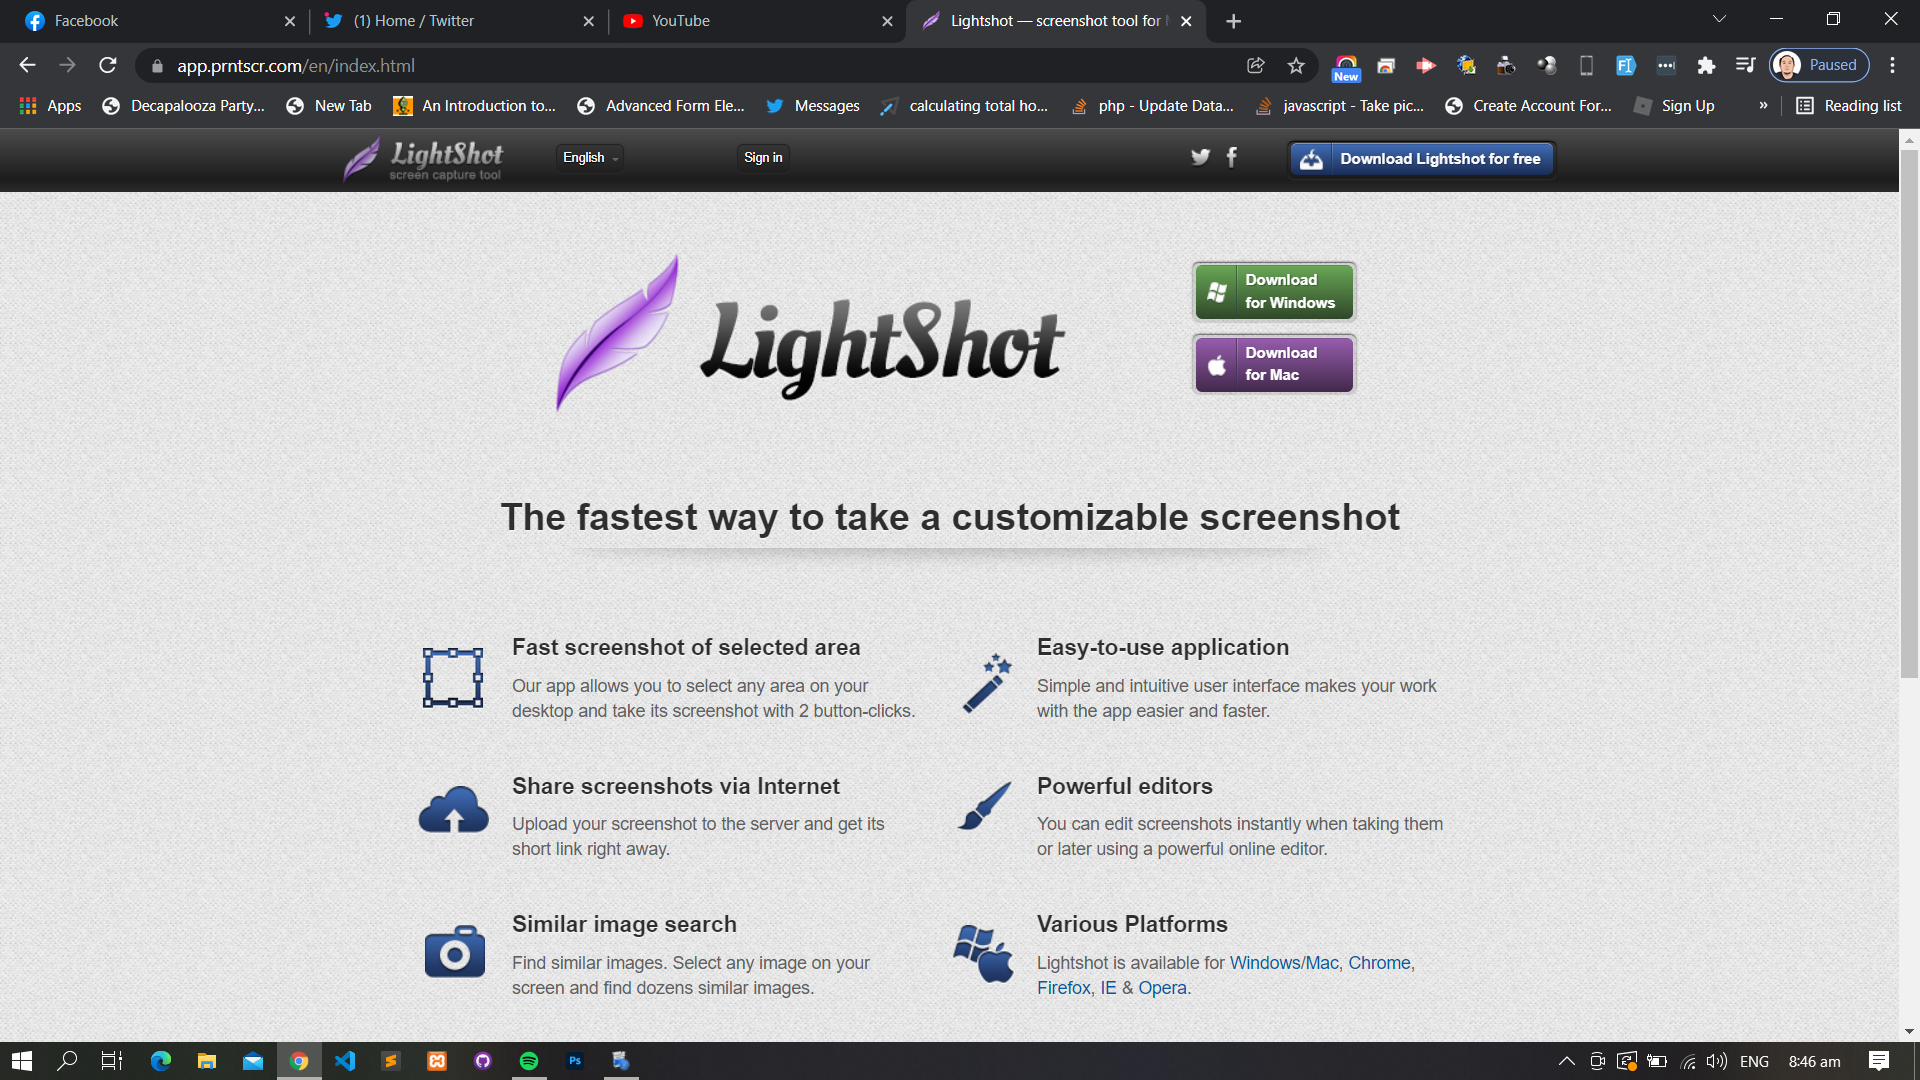 Facebook
(1) Home / Twitter
YouTube
Lightshot — screenshot tool for
app.prntscr.com/en/index.html
New
Paused
Apps
Decapalooza Party...
New Tab
An Introduction to...
Advanced Form Ele...
Messages
calculating total ho...
php - Update Data...
javascript - Take pic...
Create Account For...
Sign Up
»
Reading list
LightShot
screen capture tool
English
Sign in
Download Lightshot for free
LightShot
Download
for Windows
Download
for Mac
The fastest way to take a customizable screenshot
Fast screenshot of selected area
Our app allows you to select any area on your
desktop and take its screenshot with 2 button-clicks.
Easy-to-use application
Simple and intuitive user interface makes your work
with the app easier and faster.
Share screenshots via Internet
Upload your screenshot to the server and get its
short link right away.
Powerful editors
You can edit screenshots instantly when taking them
or later using a powerful online editor.
Similar image search
Find similar images. Select any image on your
screen and find dozens similar images.
Various Platforms
Lightshot is available for Windows/Mac, Chrome,
Firefox, IE & Opera.
Ps
ENG
8:46 am